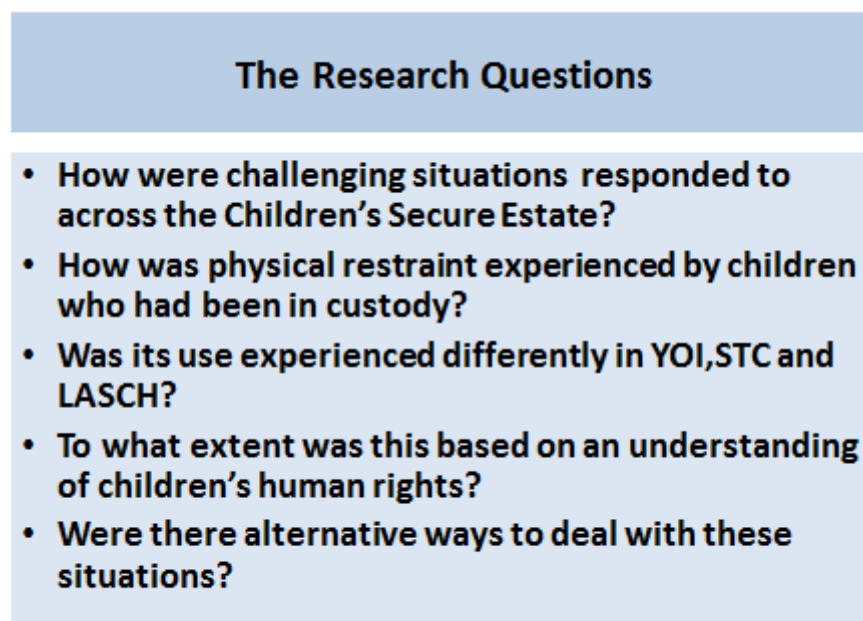 The Research Questions
• How were challenging situations responded to
across the Children's Secure Estate?
• How was physical restraint experienced by children
who had been in custody?
• Was its use experienced differently in YOI,STC and
LASCH?
• To what extent was this based on an understanding
of children's human rights?
• Were there alternative ways to deal with these
situations?